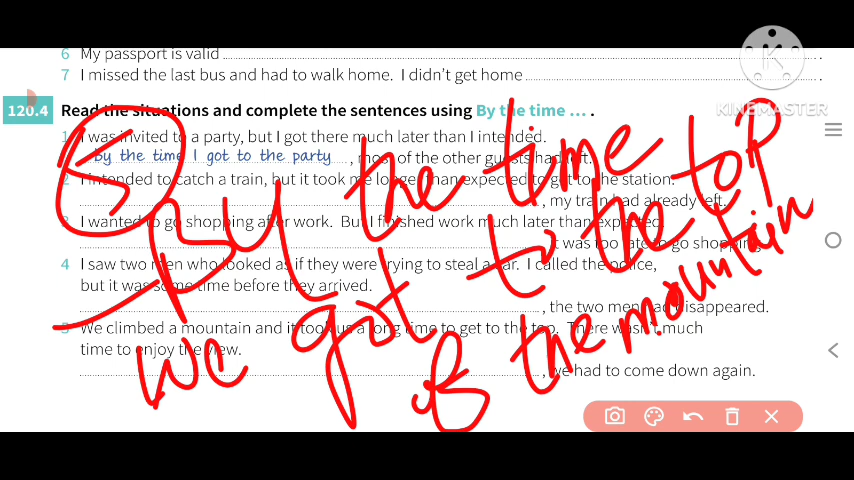 6 My passport is valid .
7 I missed the last bus and had to walk home. I didn't get home .
KINEMASTER
120.4 Read the situations and complete the sentences using By the time ... .
1 I was invited to a party, but I got there much later than I intended.
by the time I got to the party , most of the other guests had left.
2 I intended to catch a train, but it took me longer than expected to get to the station.
, my train had already left.
3 I wanted to go shopping after work. But I finished work much later than expected.
, it was too late to go shopping.
4 I saw two men who looked as if they were trying to steal a car. I called the police,
but it was some time before they arrived.
, the two men had disappeared.
5 We climbed a mountain and it took us a long time to get to the top. There wasn't much
time to enjoy the view.
, we had to come down again.
5 By the time
we got to the top
of the mountain